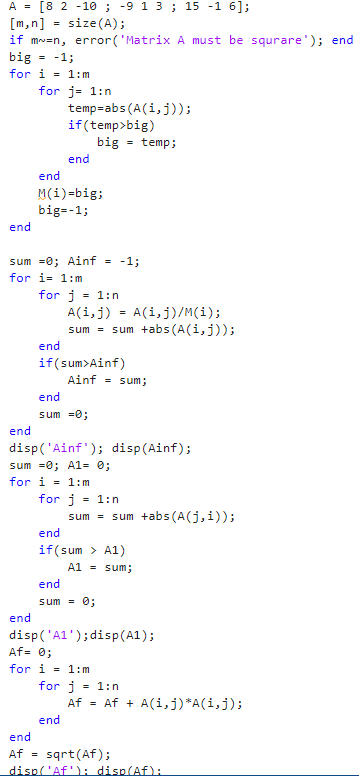 A = [8 2 -10 ; -9 1 3 ; 15 -1 6];
[m,n] = size(A);
if m~=n, error('Matrix A must be squrare'); end
big = -1;
for i = 1:m
    for j= 1:n
        temp=abs(A(i,j));
        if(temp>big)
            big = temp;
        end
    end
    M(i)=big;
    big=-1;
end

sum =0; Ainf = -1;
for i= 1:m
    for j = 1:n
        A(i,j) = A(i,j)/M(i);
        sum = sum +abs(A(i,j));
    end
    if(sum>Ainf)
        Ainf = sum;
    end
    sum =0;
end
disp('Ainf'); disp(Ainf);
sum =0; A1= 0;
for i = 1:m
    for j = 1:n
        sum = sum +abs(A(j,i));
    end
    if(sum > A1)
        A1 = sum;
    end
    sum = 0;
end
disp('A1');disp(A1);
Af= 0;
for i = 1:m
    for j = 1:n
        Af = Af + A(i,j)*A(i,j);
    end
end
Af = sqrt(Af);
disp('Af'); disp(Af);